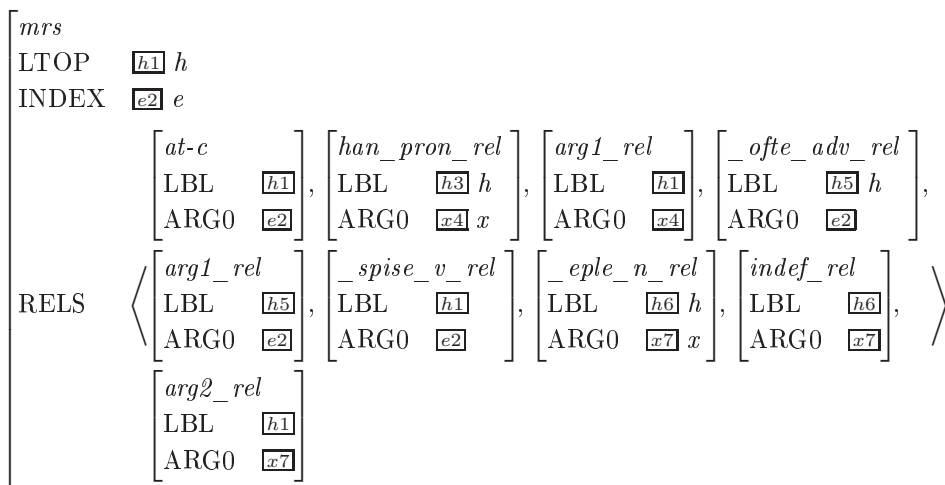 mrs
LTOP h1 h
INDEX e2 e
at-c han_pron_rel arg1_rel _ofte_adv_rel
LBL h1 , LBL h3 h , LBL h1 , LBL h5 h ,
ARG0 e2 ARG0 x4 x ARG0 x4 ARG0 e2
arg1_rel _spise_v_rel _eple_n_rel indef_rel
RELS ⟨ LBL h5 , LBL h1 , LBL h6 h , LBL h6 , ⟩
ARG0 e2 ARG0 e2 ARG0 x7 x ARG0 x7
arg2_rel
LBL h1
ARG0 x7